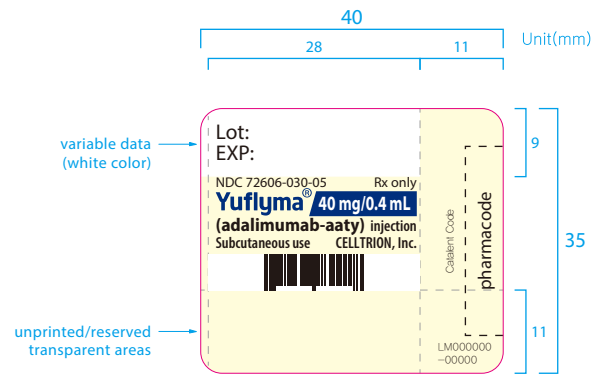 40
Unit(mm)
28
11
variable data
(white color)
Lot:
EXP:
9
NDC 72606-030-05 Rx only
Yuflyma® 40 mg/0.4 mL
(adalimumab-aaty) injection
Subcutaneous use CELLTRION, Inc.
Catalent Code
pharmacode
35
unprinted/reserved
transparent areas
11
LM000000
-00000